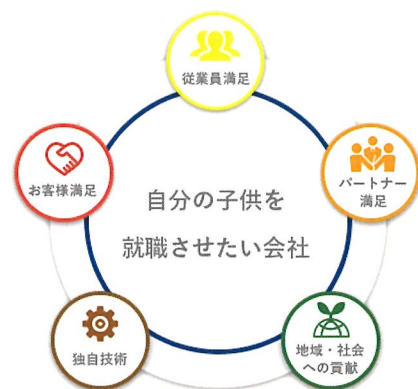 従業員満足
お客様満足
パートナー
満足
自分の子供を
就職させたい会社
独自技術
地域・社会
への貢献